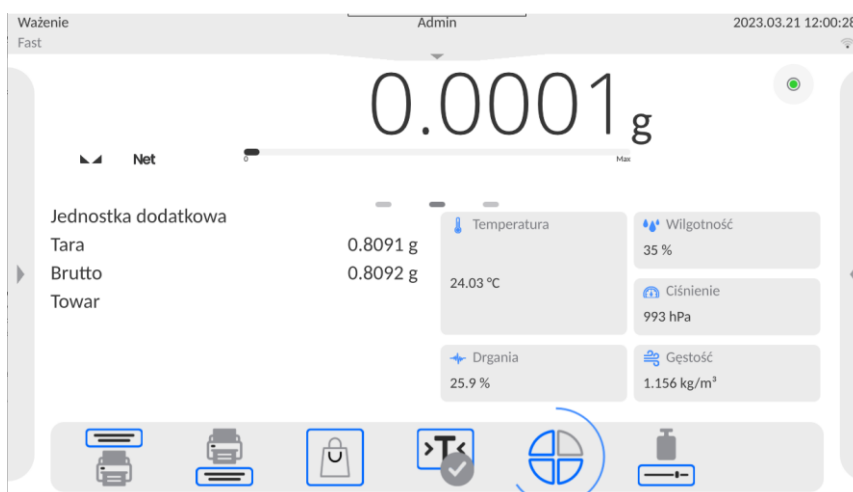 Ważenie
Admin
2023.03.21 12:00:28
Fast
0.0001 g
Net
0
Max
Jednostka dodatkowa
Tara 0.8091 g
Brutto 0.8092 g
Towar
Temperatura
24.03 °C
Wilgotność
35 %
Ciśnienie
993 hPa
Drgania
25.9 %
Gęstość
1.156 kg/m³
>T<